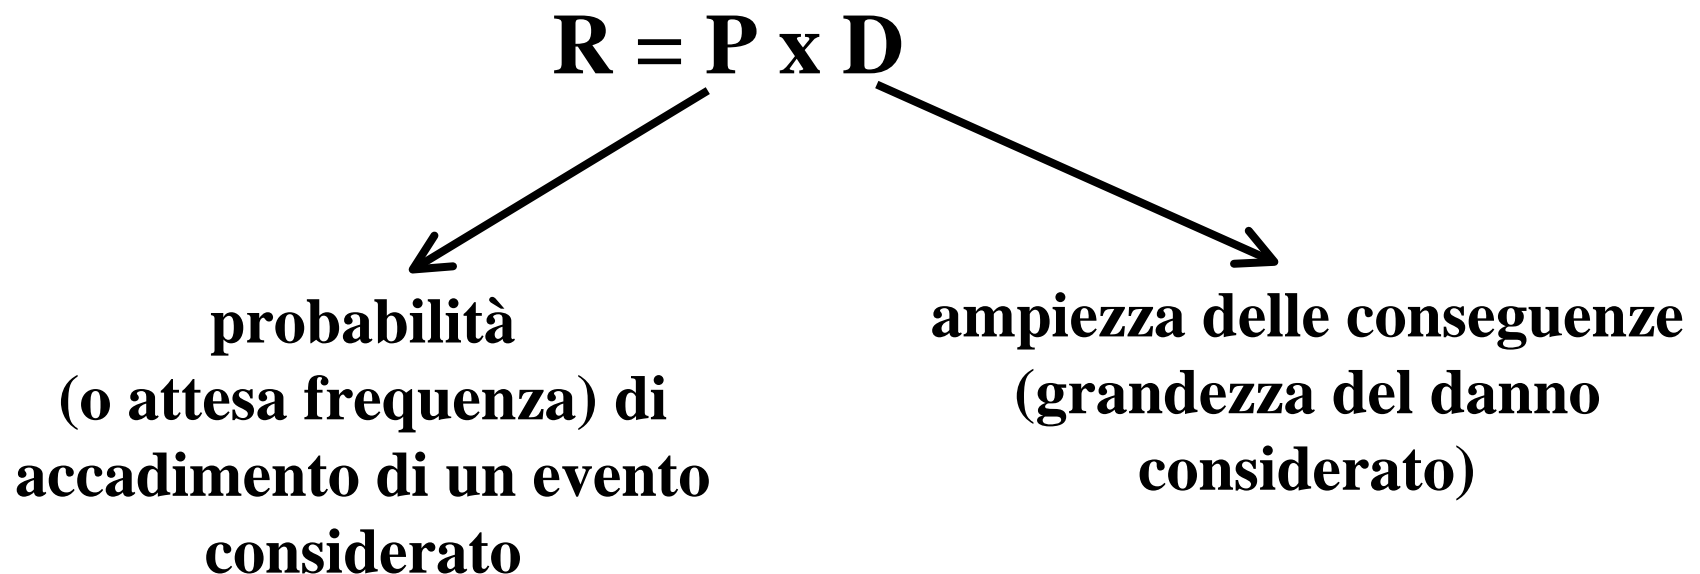 R = P x D
probabilità
(o attesa frequenza) di
accadimento di un evento
considerato
ampiezza delle conseguenze
(grandezza del danno
considerato)